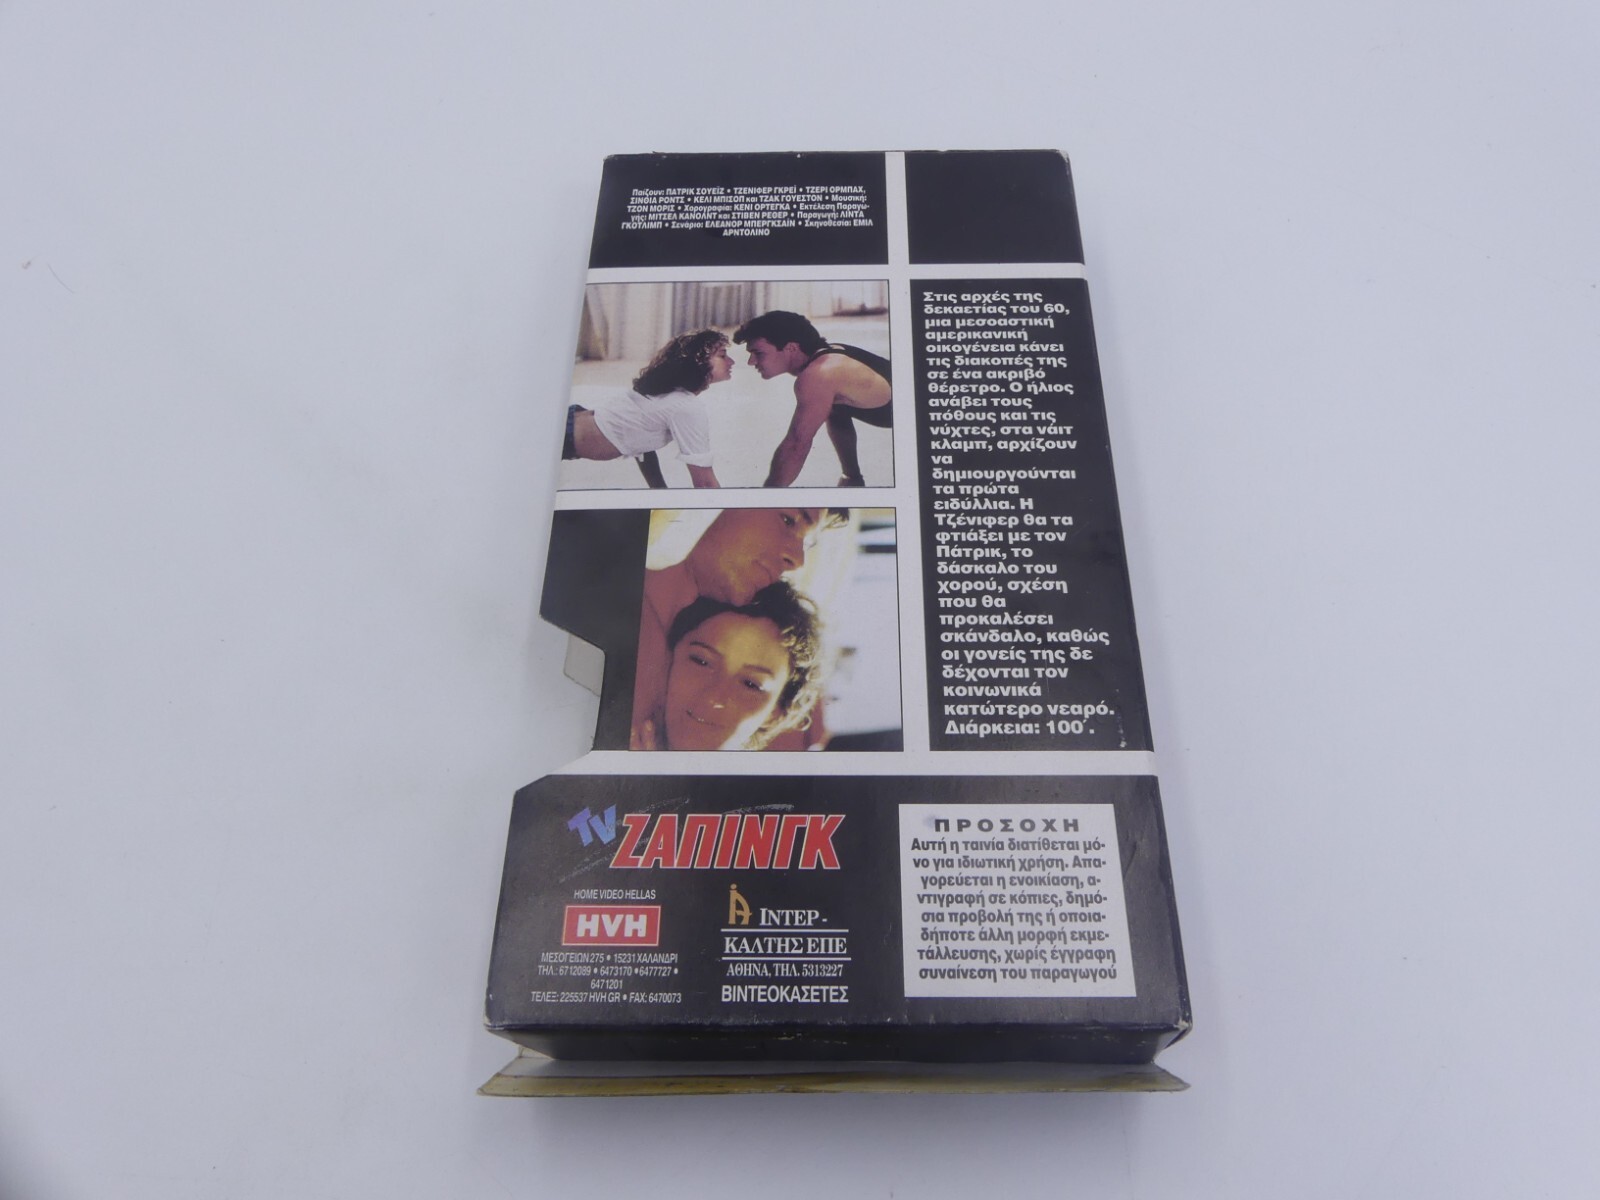 Παίζουν: ΠΑΤΡΙΚ ΣΟΥΕΪΖ • ΤΖΕΝΙΦΕΡ ΓΚΡΕΪ • ΤΖΕΡΙ ΟΡΜΠΑΧ,
ΣΙΝΘΙΑ ΡΟΝΤΣ • ΚΕΛΙ ΜΠΙΣΟΠ και ΤΖΑΚ ΓΟΥΕΣΤΟΝ • Μουσική:
ΤΖΟΝ ΜΟΡΙΣ • Χορογραφία: ΚΕΝΙ ΟΡΤΕΓΚΑ • Εκτέλεση Παραγω-
γής: ΜΙΤΣΕΛ ΚΑΝΟΛΝΤ και ΣΤΙΒΕΝ ΡΕΘΕΡ • Παραγωγή: ΛΙΝΤΑ
ΓΚΟΤΛΙΜΠ • Σενάριο: ΕΛΕΑΝΟΡ ΜΠΕΡΓΚΣΑΪΝ • Σκηνοθεσία: ΕΜΙΛ
ΑΡΝΤΟΛΙΝΟ
Στις αρχές της
δεκαετίας του 60,
μια μεσοαστική
αμερικανική
οικογένεια κάνει
τις διακοπές της
σε ένα ακριβό
θέρετρο. Ο ήλιος
ανάβει τους
πόθους και τις
νύχτες, στα νάιτ
κλαμπ, αρχίζουν
να
δημιουργούνται
τα πρώτα
ειδύλλια. Η
Τζένιφερ θα τα
φτιάξει με τον
Πάτρικ, το
δάσκαλο του
χορού, σχέση
που θα
προκαλέσει
σκάνδαλο, καθώς
οι γονείς της δε
δέχονται τον
κοινωνικά
κατώτερο νεαρό.
Διάρκεια: 100΄.
TV ΖΑΠΙΝΓΚ
HOME VIDEO HELLAS
HVH
ΜΕΣΟΓΕΙΩΝ 275 • 15231 ΧΑΛΑΝΔΡΙ
ΤΗΛ.: 6712089 • 6473170 • 6477727 •
6471201
ΤΕΛΕΞ: 225537 HVH GR • FAX: 6470073
ΙΝΤΕΡ -
ΚΑΛΤΗΣ ΕΠΕ
ΑΘΗΝΑ, ΤΗΛ. 5313227
ΒΙΝΤΕΟΚΑΣΕΤΕΣ
ΠΡΟΣΟΧΗ
Αυτή η ταινία διατίθεται μό-
νο για ιδιωτική χρήση. Απα-
γορεύεται η ενοικίαση, α-
ντιγραφή σε κόπιες, δημό-
σια προβολή της ή οποια-
δήποτε άλλη μορφή εκμε-
τάλλευσης, χωρίς έγγραφη
συναίνεση του παραγωγού